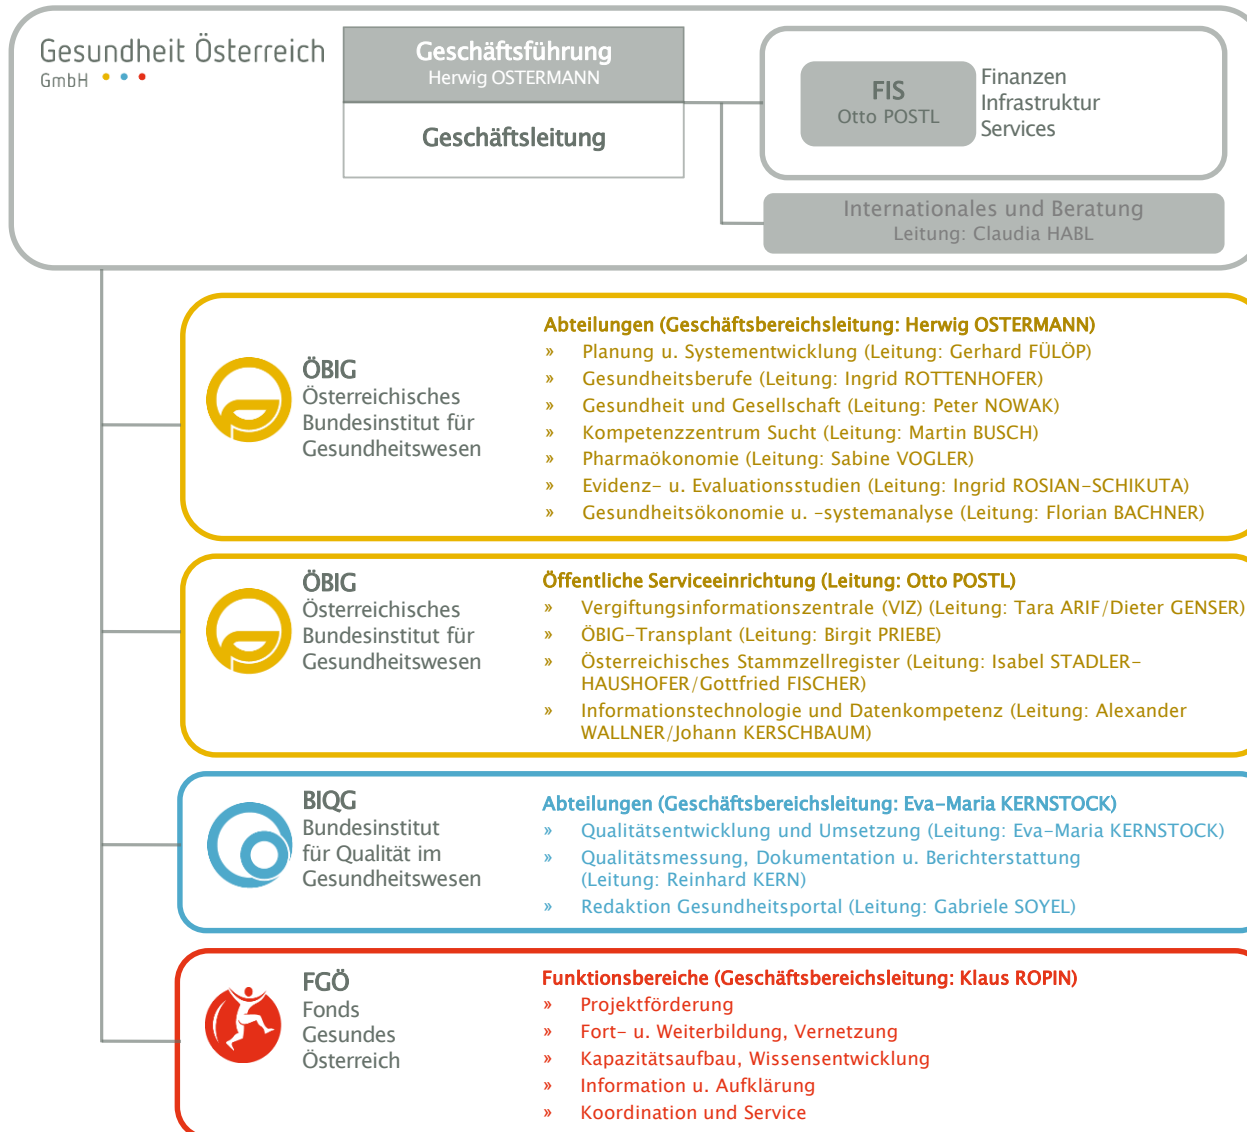 Gesundheit Österreich
GmbH
Geschäftsführung
Herwig OSTERMANN
Geschäftsleitung
FIS
Otto POSTL
Finanzen
Infrastruktur
Services
Internationales und Beratung
Leitung: Claudia HABL
ÖBIG
Österreichisches
Bundesinstitut für
Gesundheitswesen
Abteilungen (Geschäftsbereichsleitung: Herwig OSTERMANN)
» Planung u. Systementwicklung (Leitung: Gerhard FÜLÖP)
» Gesundheitsberufe (Leitung: Ingrid ROTTENHOFER)
» Gesundheit und Gesellschaft (Leitung: Peter NOWAK)
» Kompetenzzentrum Sucht (Leitung: Martin BUSCH)
» Pharmaökonomie (Leitung: Sabine VOGLER)
» Evidenz- u. Evaluationsstudien (Leitung: Ingrid ROSIAN-SCHIKUTA)
» Gesundheitsökonomie u. -systemanalyse (Leitung: Florian BACHNER)
ÖBIG
Österreichisches
Bundesinstitut für
Gesundheitswesen
Öffentliche Serviceeinrichtung (Leitung: Otto POSTL)
» Vergiftungsinformationszentrale (VIZ) (Leitung: Tara ARIF/Dieter GENSER)
» ÖBIG-Transplant (Leitung: Birgit PRIEBE)
» Österreichisches Stammzellregister (Leitung: Isabel STADLER-
HAUSHOFER/Gottfried FISCHER)
» Informationstechnologie und Datenkompetenz (Leitung: Alexander
WALLNER/Johann KERSCHBAUM)
BIQG
Bundesinstitut
für Qualität im
Gesundheitswesen
Abteilungen (Geschäftsbereichsleitung: Eva-Maria KERNSTOCK)
» Qualitätsentwicklung und Umsetzung (Leitung: Eva-Maria KERNSTOCK)
» Qualitätsmessung, Dokumentation u. Berichterstattung
(Leitung: Reinhard KERN)
» Redaktion Gesundheitsportal (Leitung: Gabriele SOYEL)
FGÖ
Fonds
Gesundes
Österreich
Funktionsbereiche (Geschäftsbereichsleitung: Klaus ROPIN)
» Projektförderung
» Fort- u. Weiterbildung, Vernetzung
» Kapazitätsaufbau, Wissensentwicklung
» Information u. Aufklärung
» Koordination und Service